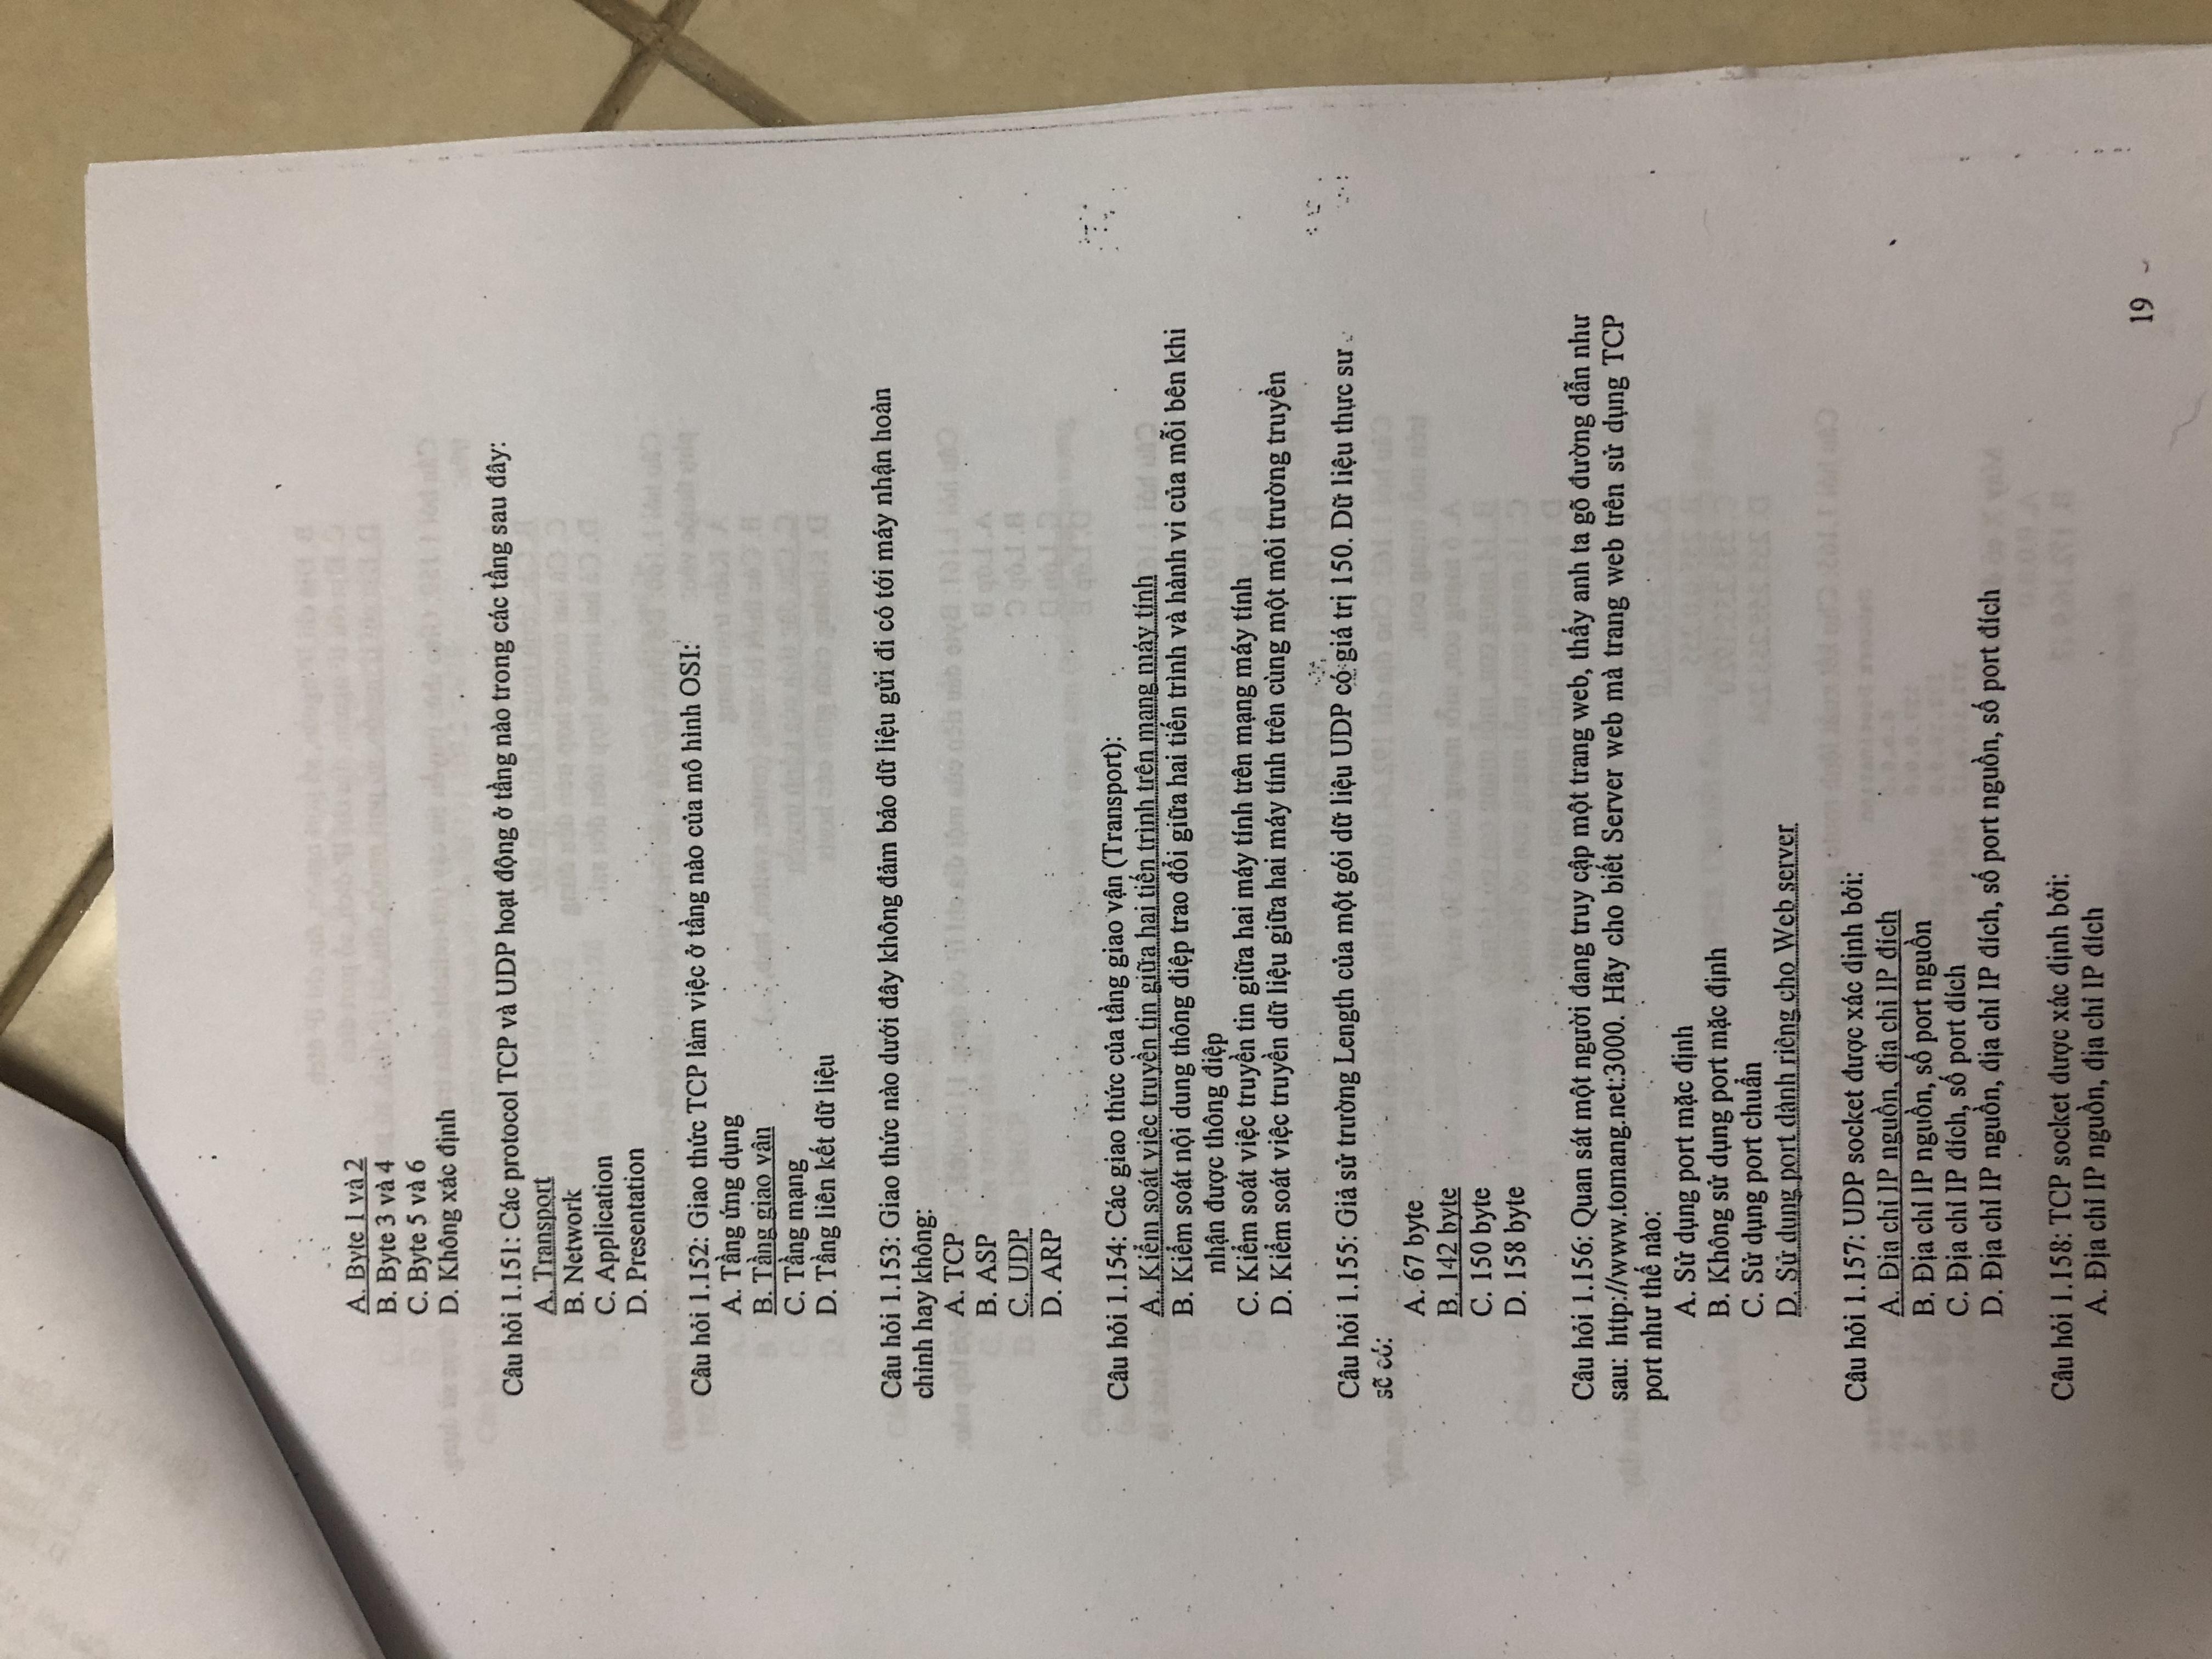 A. Byte 1 và 2
B. Byte 3 và 4
C. Byte 5 và 6
D. Không xác định
Câu hỏi 1.151: Các protocol TCP và UDP hoạt động ở tầng nào trong các tầng sau đây:
A. Transport
B. Network
C. Application
D. Presentation
Câu hỏi 1.152: Giao thức TCP làm việc ở tầng nào của mô hình OSI:
A. Tầng ứng dụng
B. Tầng giao vận
C. Tầng mạng
D. Tầng liên kết dữ liệu
Câu hỏi 1.153: Giao thức nào dưới đây không đảm bảo dữ liệu gửi đi có tới máy nhận hoàn
chỉnh hay không:
A. TCP
B. ASP
C. UDP
D. ARP
Câu hỏi 1.154: Các giao thức của tầng giao vận (Transport):
A. Kiểm soát việc truyền tin giữa hai tiến trình trên mạng máy tính
B. Kiểm soát nội dung thông điệp trao đổi giữa hai tiến trình và hành vi của mỗi bên khi
nhận được thông điệp
C. Kiểm soát việc truyền tin giữa hai máy tính trên mạng máy tính
D. Kiểm soát việc truyền dữ liệu giữa hai máy tính trên cùng một môi trường truyền
Câu hỏi 1.155: Giả sử trường Length của một gói dữ liệu UDP có giá trị 150. Dữ liệu thực sự
sẽ có:
A. 67 byte
B. 142 byte
C. 150 byte
D. 158 byte
Câu hỏi 1.156: Quan sát một người đang truy cập một trang web, thấy anh ta gõ đường dẫn như
sau: http://www.tomang.net:3000. Hãy cho biết Server web mà trang web trên sử dụng TCP
port như thế nào:
A. Sử dụng port mặc định
B. Không sử dụng port mặc định
C. Sử dụng port chuẩn
D. Sử dụng port dành riêng cho Web server
Câu hỏi 1.157: UDP socket được xác định bởi:
A. Địa chỉ IP nguồn, địa chỉ IP đích
B. Địa chỉ IP nguồn, số port nguồn
C. Địa chỉ IP đích, số port đích
D. Địa chỉ IP nguồn, địa chỉ IP đích, số port nguồn, số port đích
Câu hỏi 1.158: TCP socket được xác định bởi:
A. Địa chỉ IP nguồn, địa chỉ IP đích
19